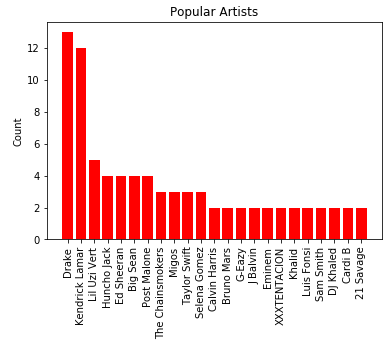 Popular Artists
Count
12
10
8
6
4
2
0
Drake
Kendrick Lamar
Lil Uzi Vert
Huncho Jack
Ed Sheeran
Big Sean
Post Malone
The Chainsmokers
Migos
Taylor Swift
Selena Gomez
Calvin Harris
Bruno Mars
G-Eazy
J Balvin
Eminem
XXXTENTACION
Khalid
Luis Fonsi
Sam Smith
DJ Khaled
Cardi B
21 Savage